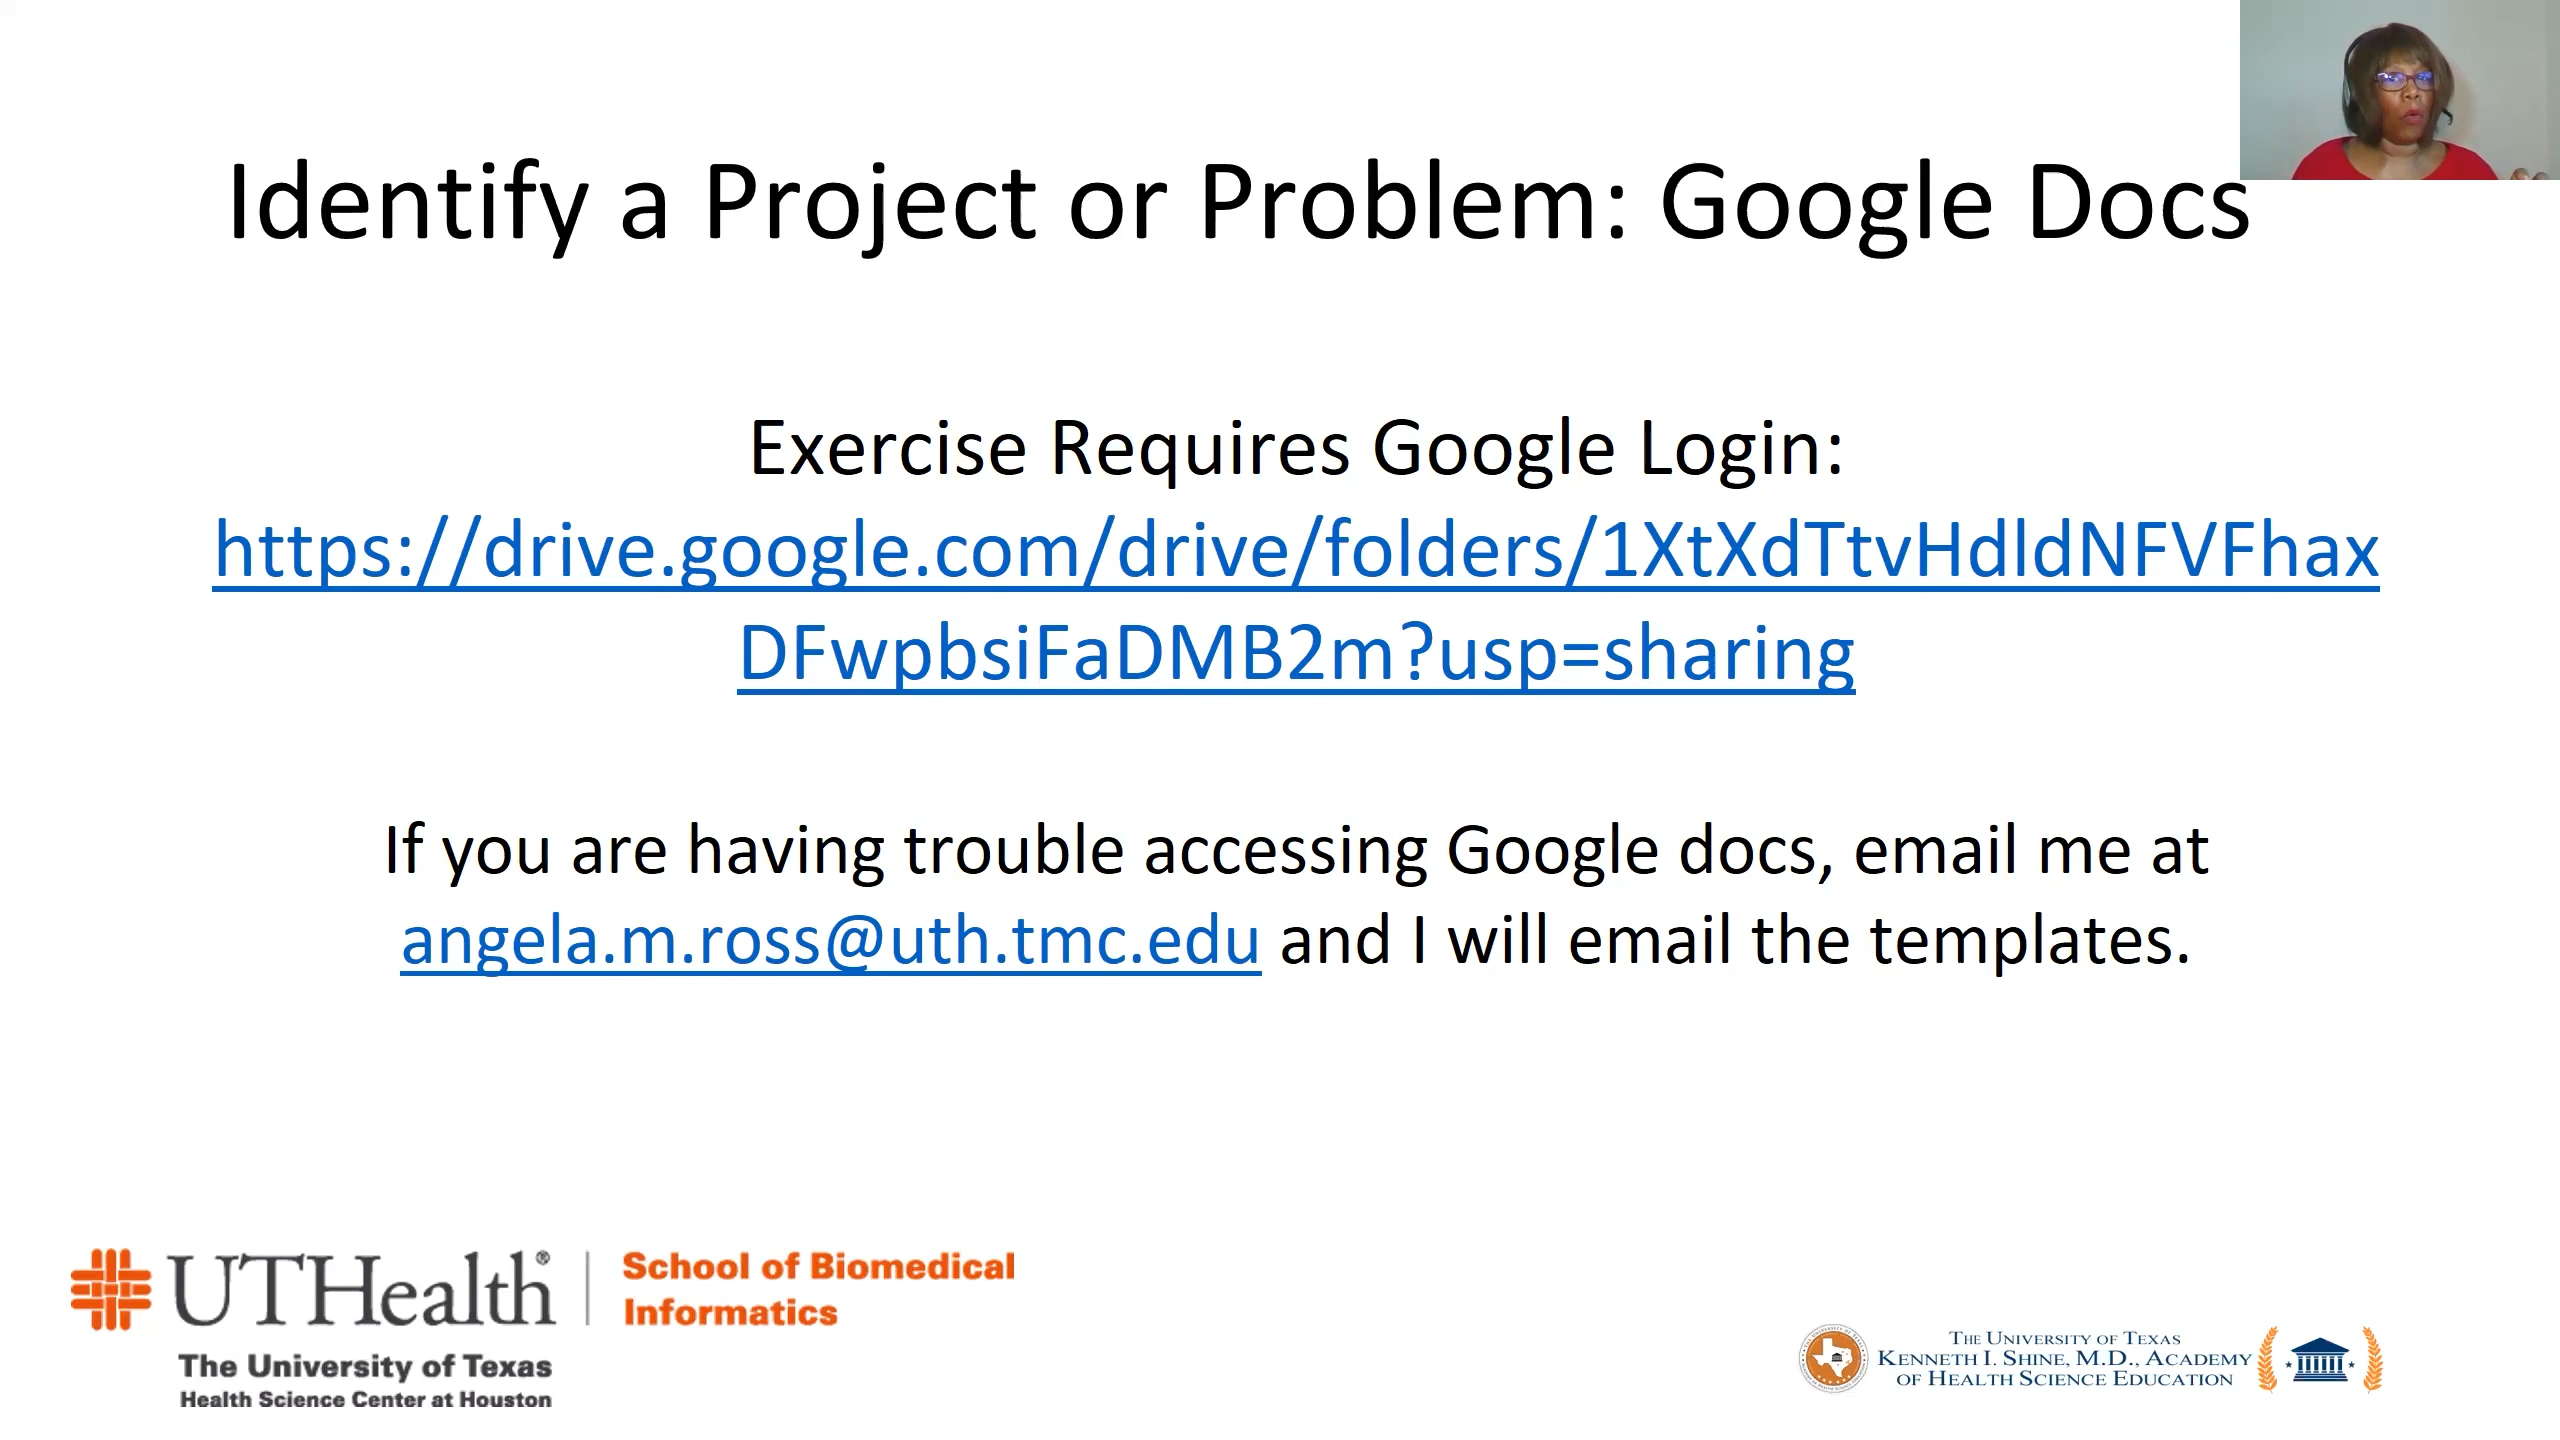 Identify a Project or Problem: Google Docs
Exercise Requires Google Login:
https://drive.google.com/drive/folders/1XtXdTtvHdldNFVFhax
DFwpbsiFaDMB2m?usp=sharing
If you are having trouble accessing Google docs, email me at
angela.m.ross@uth.tmc.edu and I will email the templates.
UTHealth®
School of Biomedical
Informatics
The University of Texas
Health Science Center at Houston
THE UNIVERSITY OF TEXAS
KENNETH I. SHINE, M.D., ACADEMY
OF HEALTH SCIENCE EDUCATION